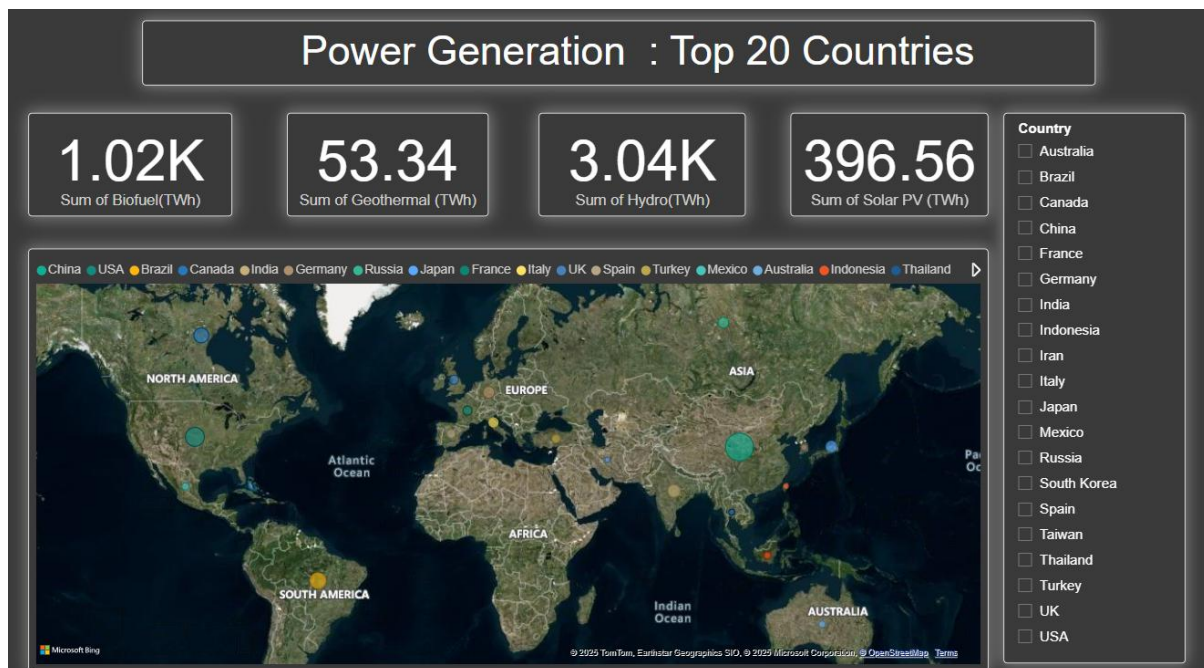 Power Generation : Top 20 Countries
1.02K
Sum of Biofuel(TWh)
53.34
Sum of Geothermal (TWh)
3.04K
Sum of Hydro(TWh)
396.56
Sum of Solar PV (TWh)
China USA Brazil Canada India Germany Russia Japan France Italy UK Spain Turkey Mexico Australia Indonesia Thailand
NORTH AMERICA
EUROPE
ASIA
Atlantic
Ocean
Pa
Oc
AFRICA
SOUTH AMERICA
Indian
Ocean
AUSTRALIA
Microsoft Bing
© 2025 TomTom, Earthstar Geographics SIO, © 2025 Microsoft Corporation, © OpenStreetMap Terms
Country
Australia
Brazil
Canada
China
France
Germany
India
Indonesia
Iran
Italy
Japan
Mexico
Russia
South Korea
Spain
Taiwan
Thailand
Turkey
UK
USA